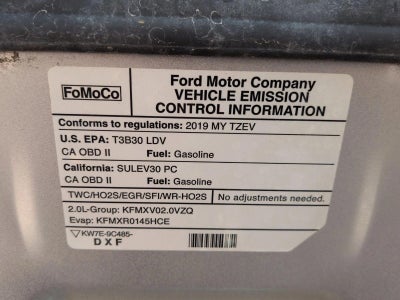 FoMoCo
Ford Motor Company
VEHICLE EMISSION
CONTROL INFORMATION
Conforms to regulations: 2019 MY TZEV
U.S. EPA: T3B30 LDV
CA OBD II Fuel: Gasoline
California: SULEV30 PC
CA OBD II Fuel: Gasoline
TWC/HO2S/EGR/SFI/WR-HO2S No adjustments needed.
2.0L-Group: KFMXV02.0VZQ
Evap: KFMXR0145HCE
KW7E-9C485-
DXF